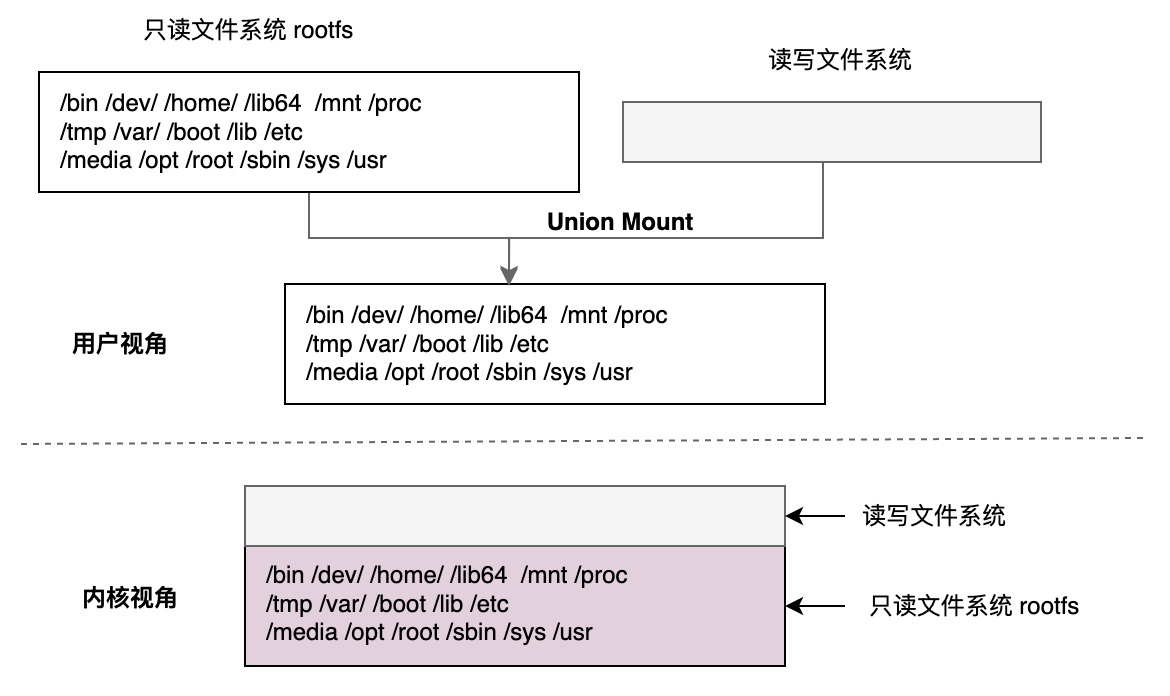 只读文件系统 rootfs
读写文件系统
/bin /dev/ /home/ /lib64  /mnt /proc
/tmp /var/ /boot /lib /etc
/media /opt /root /sbin /sys /usr
Union Mount
用户视角
/bin /dev/ /home/ /lib64  /mnt /proc
/tmp /var/ /boot /lib /etc
/media /opt /root /sbin /sys /usr
读写文件系统
内核视角
/bin /dev/ /home/ /lib64  /mnt /proc
/tmp /var/ /boot /lib /etc
/media /opt /root /sbin /sys /usr
只读文件系统 rootfs